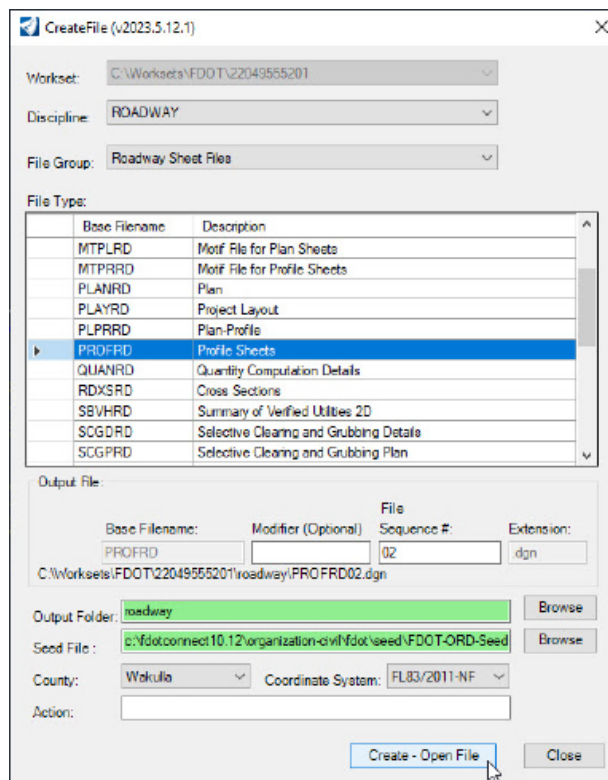 CreateFile (v2023.5.12.1)
Workset: C:\Worksets\FDOT\22049555201
Discipline: ROADWAY
File Group: Roadway Sheet Files
File Type:
Base Filename Description
MTPLRD Motif File for Plan Sheets
MTPRRD Motif File for Profile Sheets
PLANRD Plan
PLAYRD Project Layout
PLPRRD Plan-Profile
PROFRD Profile Sheets
QUANRD Quantity Computation Details
RDXSRD Cross Sections
SBVHRD Summary of Verified Utilities 2D
SCGDRD Selective Clearing and Grubbing Details
SCGPRD Selective Clearing and Grubbing Plan
Output File:
File
Base Filename: Modifier (Optional) Sequence #: Extension:
PROFRD 02 .dgn
C:\Worksets\FDOT\22049555201\roadway\PROFRD02.dgn
Output Folder: roadway Browse
Seed File : c:\fdotconnect10.12\organization-civil\fdot\seed\FDOT-ORD-Seed Browse
County: Wakulla Coordinate System: FL83/2011-NF
Action:
Create - Open File Close